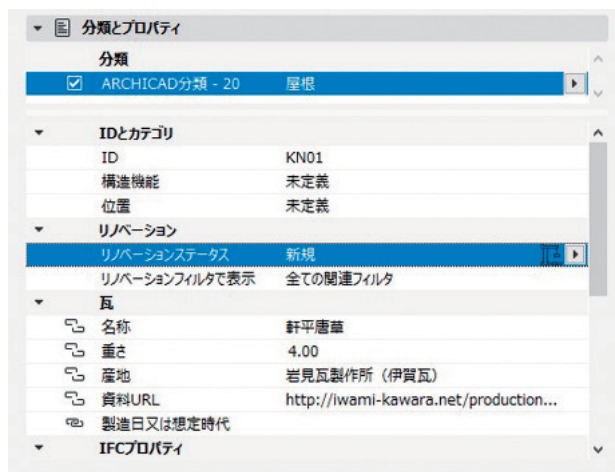 分類とプロパティ
分類
ARCHICAD分類 - 20 屋根
IDとカテゴリ
ID KN01
構造機能 未定義
位置 未定義
リノベーション
リノベーションステータス 新規
リノベーションフィルタで表示 全ての関連フィルタ
瓦
名称 軒平唐草
重さ 4.00
産地 岩見瓦製作所（伊賀瓦）
資料URL http://iwami-kawara.net/production...
製造日又は想定時代
IFCプロパティ